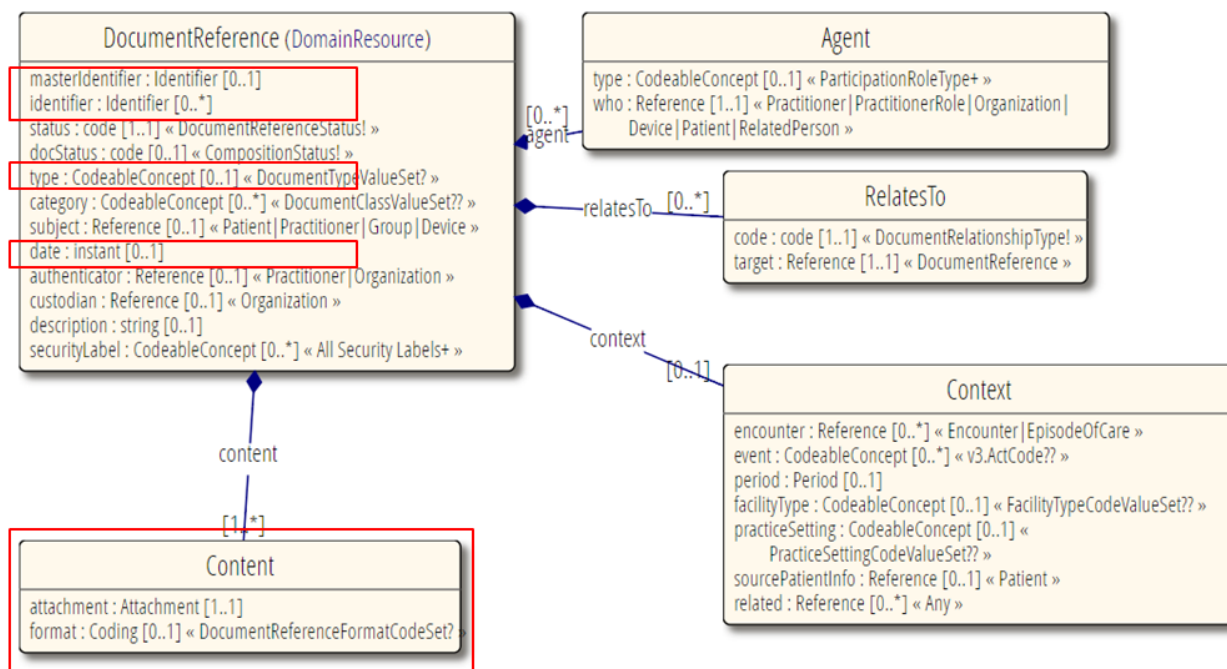 DocumentReference (DomainResource)
masterIdentifier : Identifier [0..1]
identifier : Identifier [0..*]
status : code [1..1] « DocumentReferenceStatus! »
docStatus : code [0..1] « CompositionStatus! »
type : CodeableConcept [0..1] « DocumentTypeValueSet? »
category : CodeableConcept [0..*] « DocumentClassValueSet?? »
subject : Reference [0..1] « Patient|Practitioner|Group|Device »
date : instant [0..1]
authenticator : Reference [0..1] « Practitioner|Organization »
custodian : Reference [0..1] « Organization »
description : string [0..1]
securityLabel : CodeableConcept [0..*] « All Security Labels+ »
[0..*]
agent
Agent
type : CodeableConcept [0..1] « ParticipationRoleType+ »
who : Reference [1..1] « Practitioner|PractitionerRole|Organization|
Device|Patient|RelatedPerson »
relatesTo
[0..*]
RelatesTo
code : code [1..1] « DocumentRelationshipType! »
target : Reference [1..1] « DocumentReference »
context
[0..1]
Context
encounter : Reference [0..*] « Encounter|EpisodeOfCare »
event : CodeableConcept [0..*] « v3.ActCode?? »
period : Period [0..1]
facilityType : CodeableConcept [0..1] « FacilityTypeCodeValueSet?? »
practiceSetting : CodeableConcept [0..1] «
PracticeSettingCodeValueSet?? »
sourcePatientInfo : Reference [0..1] « Patient »
related : Reference [0..*] « Any »
content
[1..*]
Content
attachment : Attachment [1..1]
format : Coding [0..1] « DocumentReferenceFormatCodeSet? »